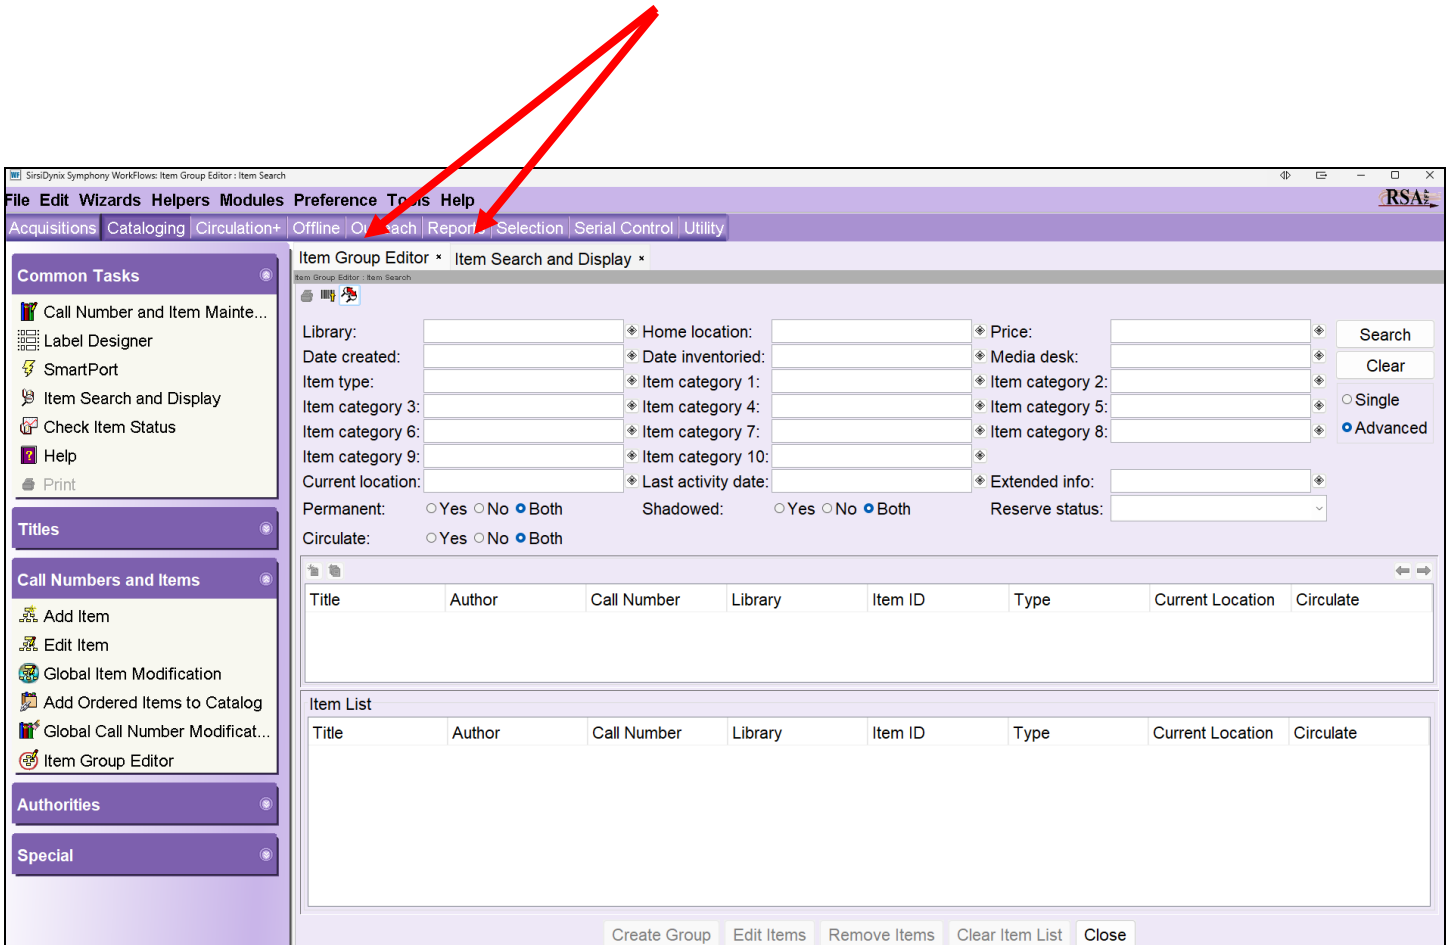 WF SirsiDynix Symphony WorkFlows: Item Group Editor : Item Search
File Edit Wizards Helpers Modules Preference Tools Help
RSA
Acquisitions Cataloging Circulation+ Offline Outreach Reports Selection Serial Control Utility
Item Group Editor × Item Search and Display ×
Item Group Editor : Item Search
Common Tasks
Call Number and Item Mainte...
Label Designer
SmartPort
Item Search and Display
Check Item Status
Help
Print
Titles
Call Numbers and Items
Add Item
Edit Item
Global Item Modification
Add Ordered Items to Catalog
Global Call Number Modificat...
Item Group Editor
Authorities
Special
Library: Home location: Price: Search
Date created: Date inventoried: Media desk: Clear
Item type: Item category 1: Item category 2:
Item category 3: Item category 4: Item category 5: Single
Item category 6: Item category 7: Item category 8: Advanced
Item category 9: Item category 10:
Current location: Last activity date: Extended info:
Permanent: Yes No Both Shadowed: Yes No Both Reserve status:
Circulate: Yes No Both
Title Author Call Number Library Item ID Type Current Location Circulate
Item List
Title Author Call Number Library Item ID Type Current Location Circulate
Create Group Edit Items Remove Items Clear Item List Close